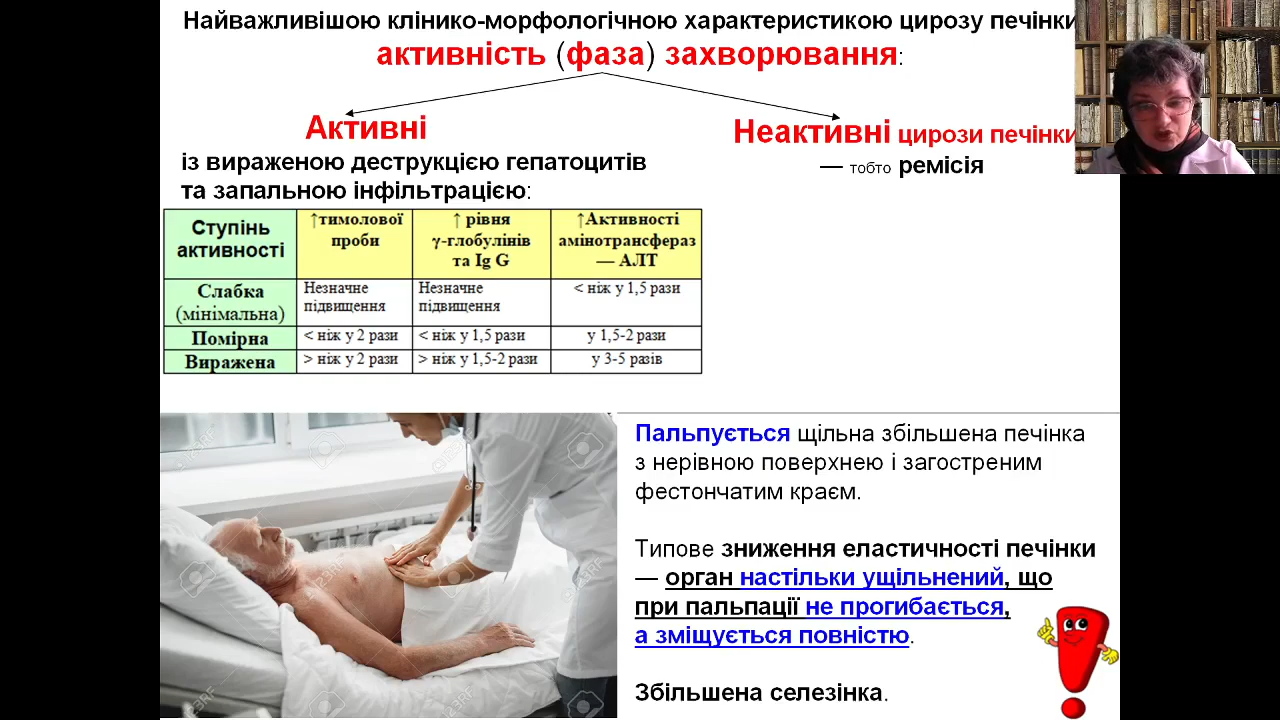 Найважливішою клінико-морфологічною характеристикою цирозу печінки
активність (фаза) захворювання:
Активні
із вираженою деструкцією гепатоцитів
та запальною інфільтрацією:
Неактивні цирози печінки
— тобто ремісія
Ступінь активності | ↑тимолової проби | ↑ рівня γ-глобулінів та Ig G | ↑Активності амінотрансфераз — АЛТ
Слабка (мінімальна) | Незначне підвищення | Незначне підвищення | < ніж у 1,5 рази
Помірна | < ніж у 2 рази | < ніж у 1,5 рази | у 1,5-2 рази
Виражена | > ніж у 2 рази | > ніж у 1,5-2 рази | у 3-5 разів
Пальпується щільна збільшена печінка
з нерівною поверхнею і загостреним
фестончатим краєм.
Типове зниження еластичності печінки
— орган настільки ущільнений, що
при пальпації не прогибається,
а зміщується повністю.
Збільшена селезінка.
123RF